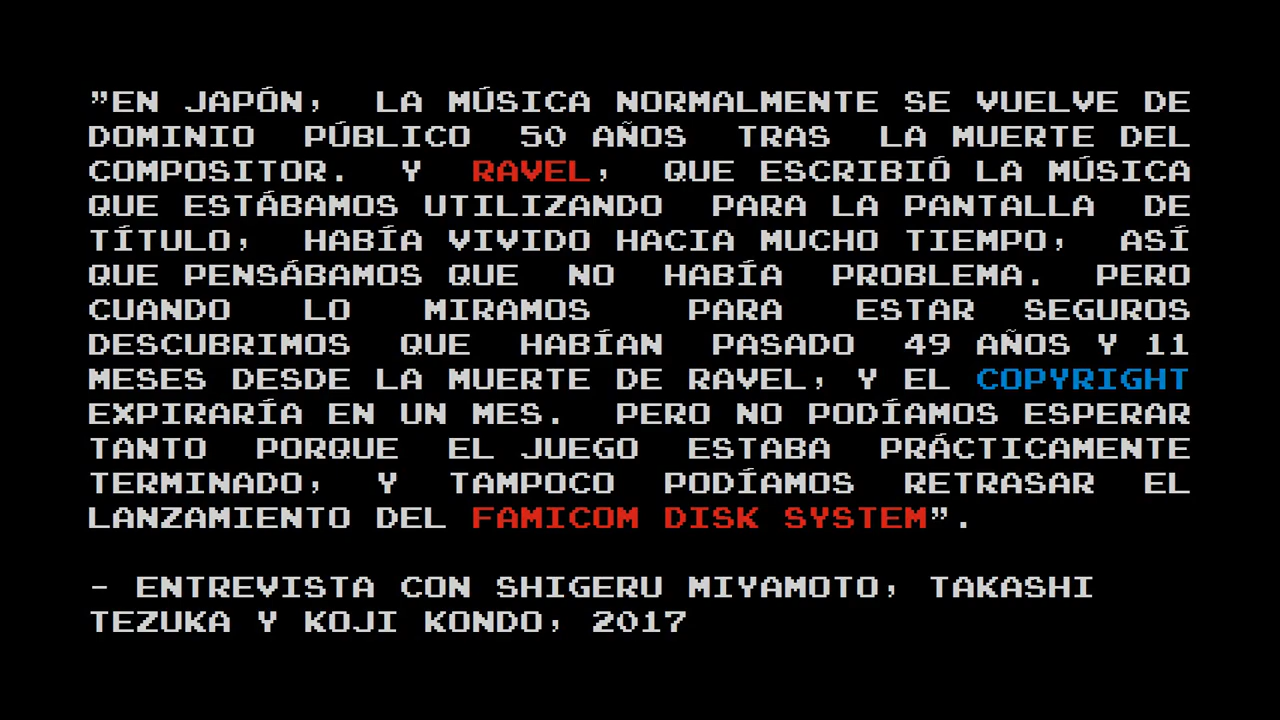 "EN JAPÓN, LA MÚSICA NORMALMENTE SE VUELVE DE
DOMINIO PÚBLICO 50 AÑOS TRAS LA MUERTE DEL
COMPOSITOR. Y RAVEL, QUE ESCRIBIÓ LA MÚSICA
QUE ESTÁBAMOS UTILIZANDO PARA LA PANTALLA DE
TÍTULO, HABÍA VIVIDO HACIA MUCHO TIEMPO, ASÍ
QUE PENSÁBAMOS QUE NO HABÍA PROBLEMA. PERO
CUANDO LO MIRAMOS PARA ESTAR SEGUROS
DESCUBRIMOS QUE HABÍAN PASADO 49 AÑOS Y 11
MESES DESDE LA MUERTE DE RAVEL, Y EL COPYRIGHT
EXPIRARÍA EN UN MES. PERO NO PODÍAMOS ESPERAR
TANTO PORQUE EL JUEGO ESTABA PRÁCTICAMENTE
TERMINADO, Y TAMPOCO PODÍAMOS RETRASAR EL
LANZAMIENTO DEL FAMICOM DISK SYSTEM".
- ENTREVISTA CON SHIGERU MIYAMOTO, TAKASHI
TEZUKA Y KOJI KONDO, 2017